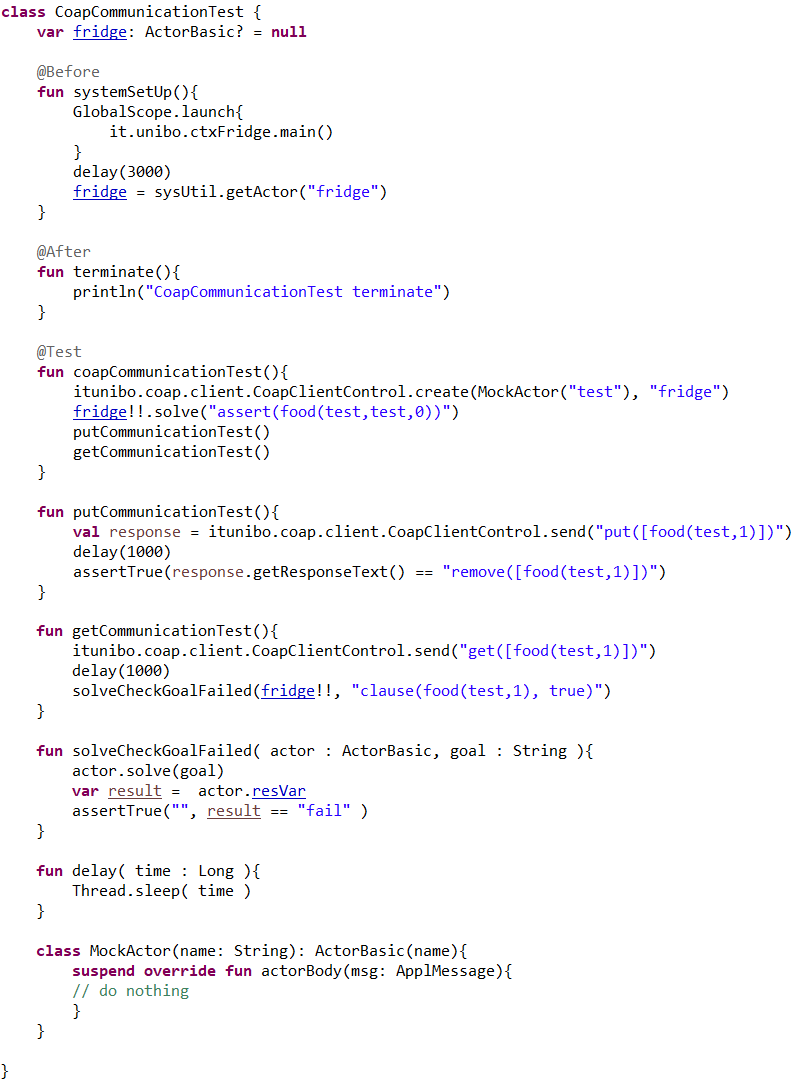 class CoapCommunicationTest {
    var fridge: ActorBasic? = null

    @Before
    fun systemSetUp(){
        GlobalScope.launch{
            it.unibo.ctxFridge.main()
        }
        delay(3000)
        fridge = sysUtil.getActor("fridge")
    }

    @After
    fun terminate(){
        println("CoapCommunicationTest terminate")
    }

    @Test
    fun coapCommunicationTest(){
        itunibo.coap.client.CoapClientControl.create(MockActor("test"), "fridge")
        fridge!!.solve("assert(food(test,test,0))")
        putCommunicationTest()
        getCommunicationTest()
    }

    fun putCommunicationTest(){
        val response = itunibo.coap.client.CoapClientControl.send("put([food(test,1)])")
        delay(1000)
        assertTrue(response.getResponseText() == "remove([food(test,1)])")
    }

    fun getCommunicationTest(){
        itunibo.coap.client.CoapClientControl.send("get([food(test,1)])")
        delay(1000)
        solveCheckGoalFailed(fridge!!, "clause(food(test,1), true)")
    }

    fun solveCheckGoalFailed( actor : ActorBasic, goal : String ){
        actor.solve(goal)
        var result =  actor.resVar
        assertTrue("", result == "fail" )
    }

    fun delay( time : Long ){
        Thread.sleep( time )
    }

    class MockActor(name: String): ActorBasic(name){
        suspend override fun actorBody(msg: ApplMessage){
        // do nothing
        }
    }

}